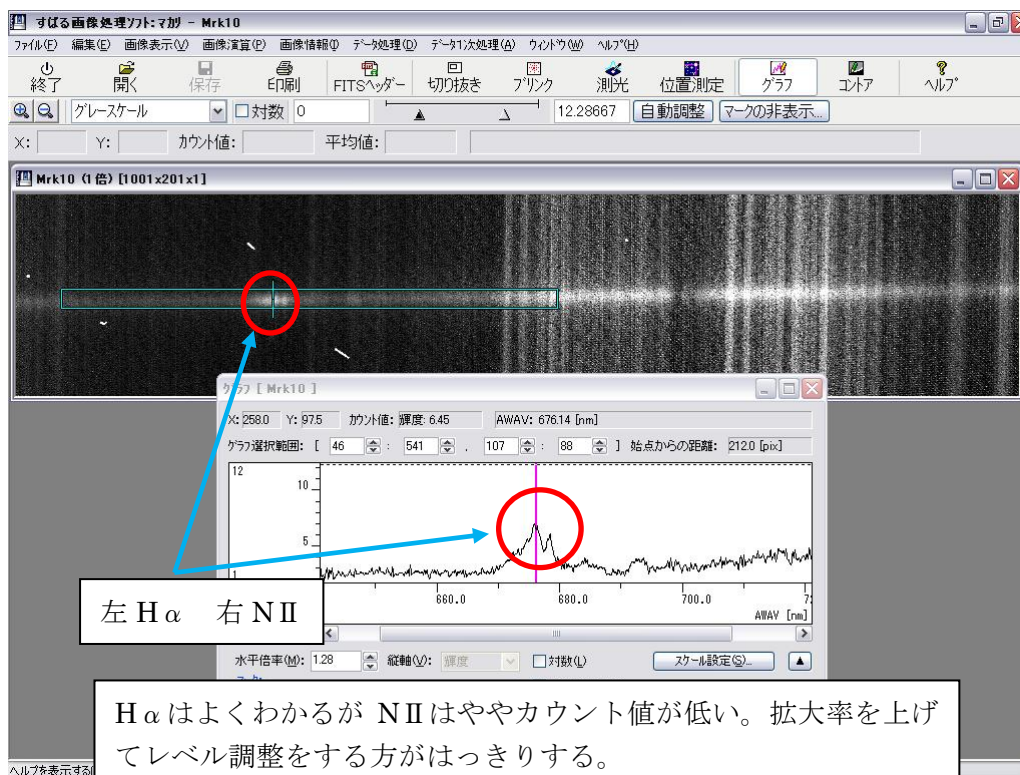 すばる画像処理ソフト:マカリ - Mrk10
ファイル(F) 編集(E) 画像表示(V) 画像演算(P) 画像情報(I) データ処理(D) データ1次処理(A) ウィンドウ(W) ヘルプ(H)
終了 開く 保存 印刷 FITSヘッダー 切り抜き ブリンク 測光 位置測定 グラフ コントア ヘルプ
グレースケール 対数 0 12.28667 自動調整 マークの非表示...
X: Y: カウント値: 平均値:
Mrk10 (1倍) [1001x201x1]
グラフ [ Mrk10 ]
X: 258.0 Y: 97.5 カウント値: 輝度: 6.45 AWAV: 676.14 [nm]
グラフ選択範囲: [ 46 : 541 , 107 : 88 ] 始点からの距離: 212.0 [pix]
12
10
5
1
660.0 680.0 700.0
AWAV [nm]
左 Hα 右 NⅡ
水平倍率(M): 1.28 縦軸(V): 輝度 対数(L) スケール設定(S)...
Hαはよくわかるが NⅡはややカウント値が低い。拡大率を上げ
てレベル調整をする方がはっきりする。